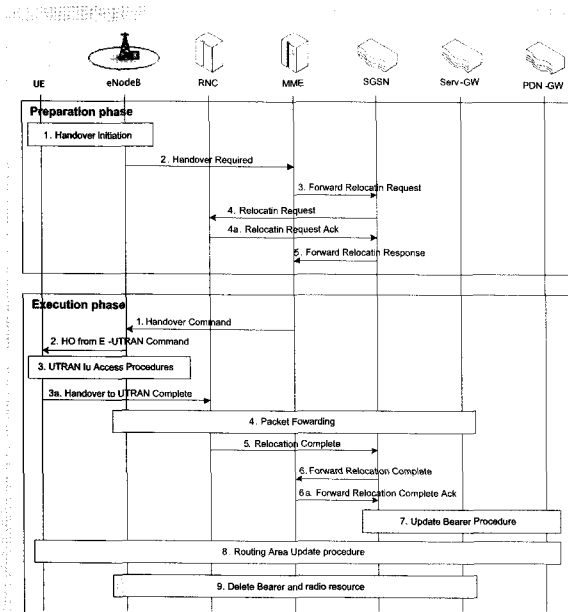 UE eNodeB RNC MME SGSN Serv-GW PDN -GW
Preparation phase
1. Handover Initiation
2. Handover Required
3. Forward Relocatin Request
4. Relocatin Request
4a. Relocatin Request Ack
5. Forward Relocatin Response
Execution phase
1. Handover Command
2. HO from E -UTRAN Command
3. UTRAN Iu Access Procedures
3a. Handover to UTRAN Complete
4. Packet Fowarding
5. Relocation Complete
6. Forward Relocation Complete
6a. Forward Relocation Complete Ack
7. Update Bearer Procedure
8. Routing Area Update procedure
9. Delete Bearer and radio resource